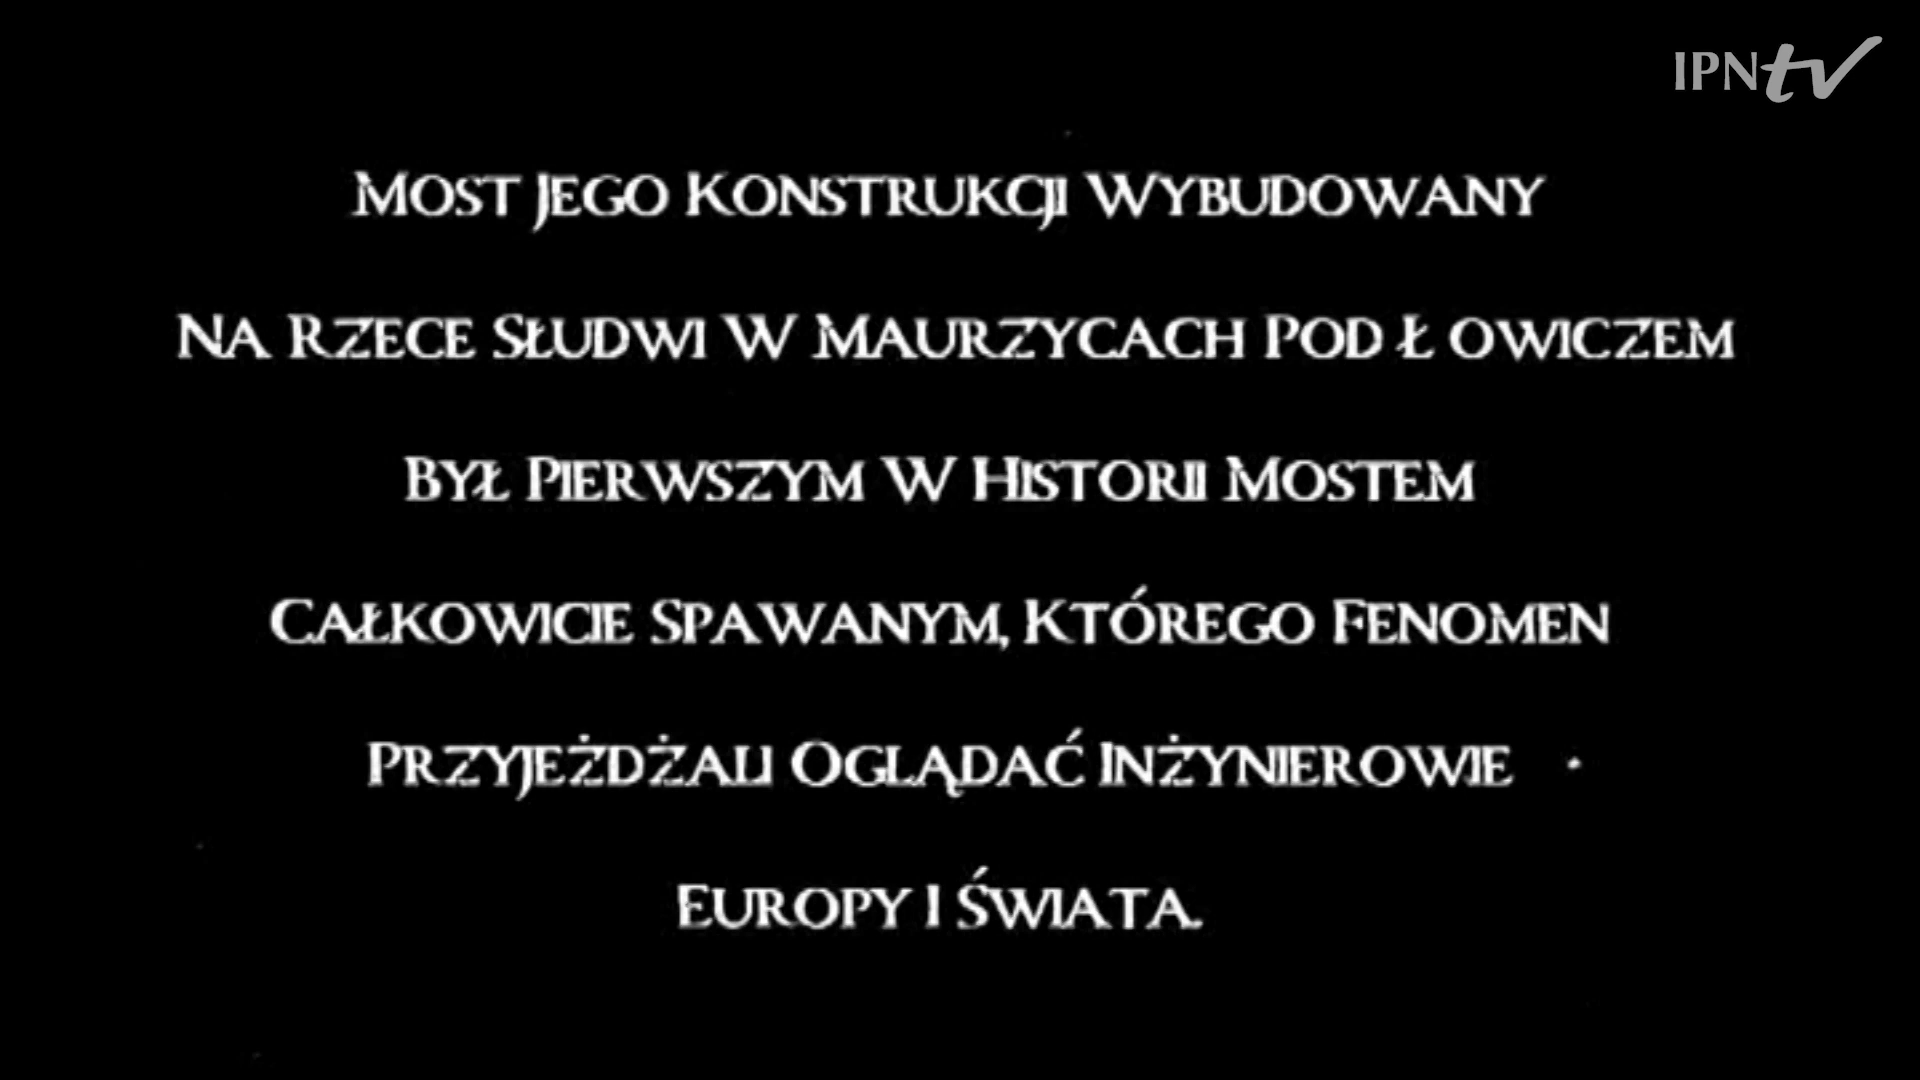 IPNtv
Most Jego Konstrukcji Wybudowany
Na Rzece Słudwi W Maurzycach Pod Ł owiczem
Był Pierwszym W Historii Mostem
Całkowicie Spawanym, Którego Fenomen
Przyjeżdżali Oglądać Inżynierowie
Europy I Świata.